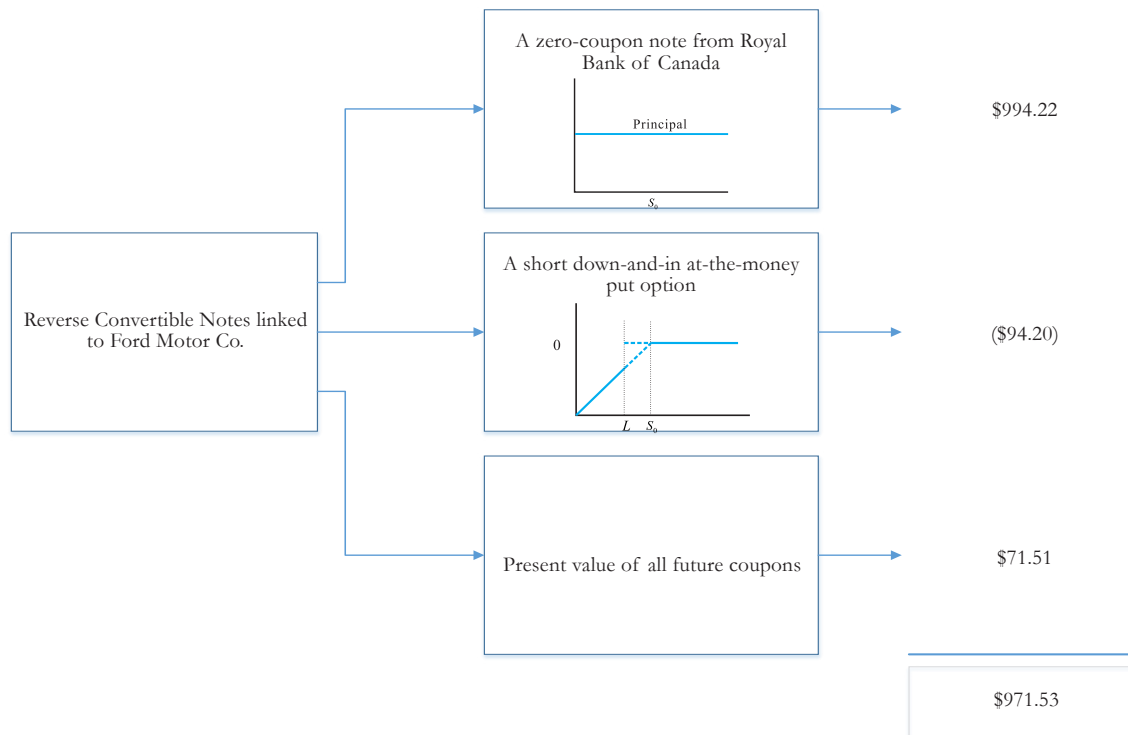 A zero-coupon note from Royal
Bank of Canada
Principal
S₀
$994.22
Reverse Convertible Notes linked
to Ford Motor Co.
A short down-and-in at-the-money
put option
0
L S₀
($94.20)
Present value of all future coupons
$71.51
$971.53